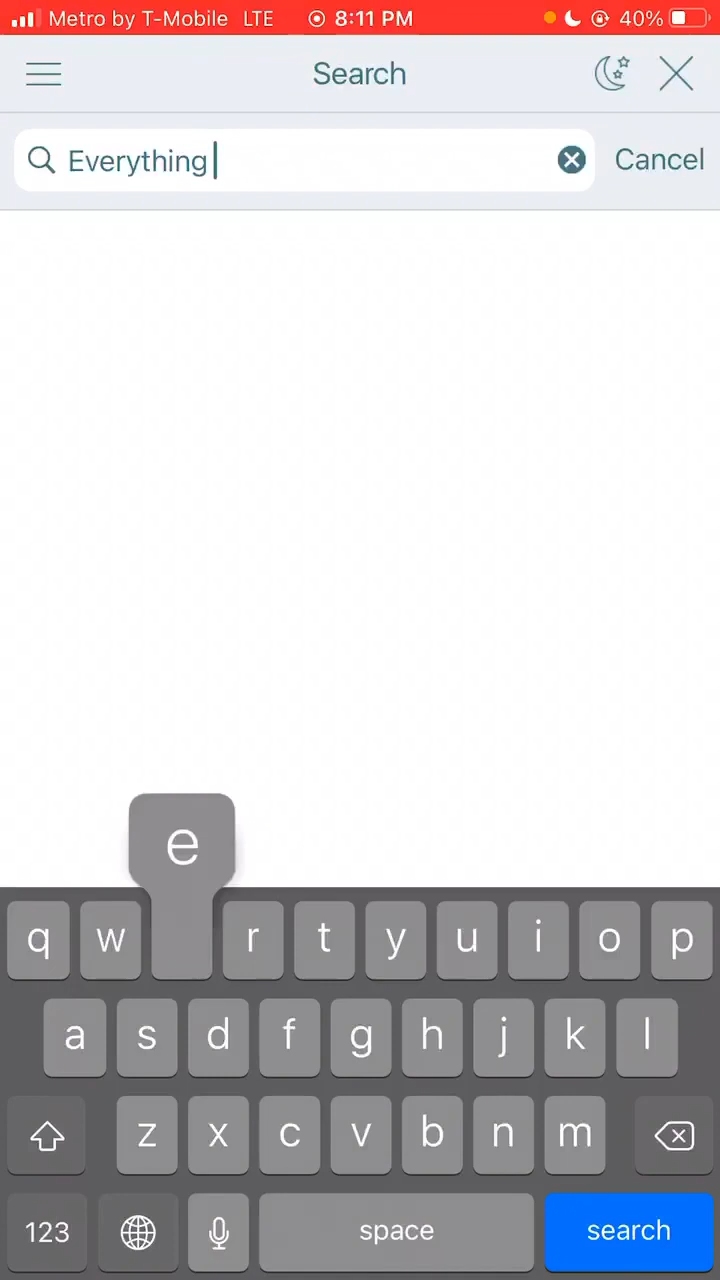 Metro by T-Mobile LTE 8:11 PM 40%
Search
Everything Cancel
e
q w r t y u i o p
a s d f g h j k l
z x c v b n m
123 space search